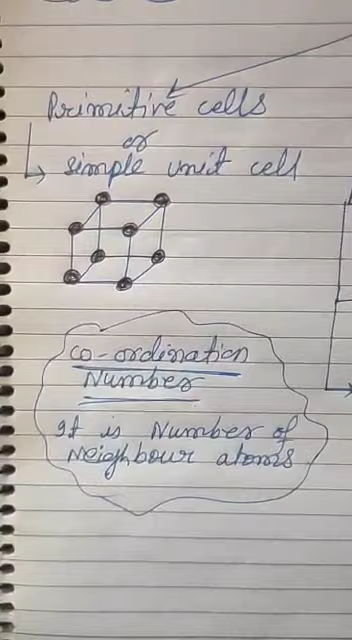 Primitive cells
or
simple unit cell
co-ordination
Number
It is Number of
Neighbour atoms